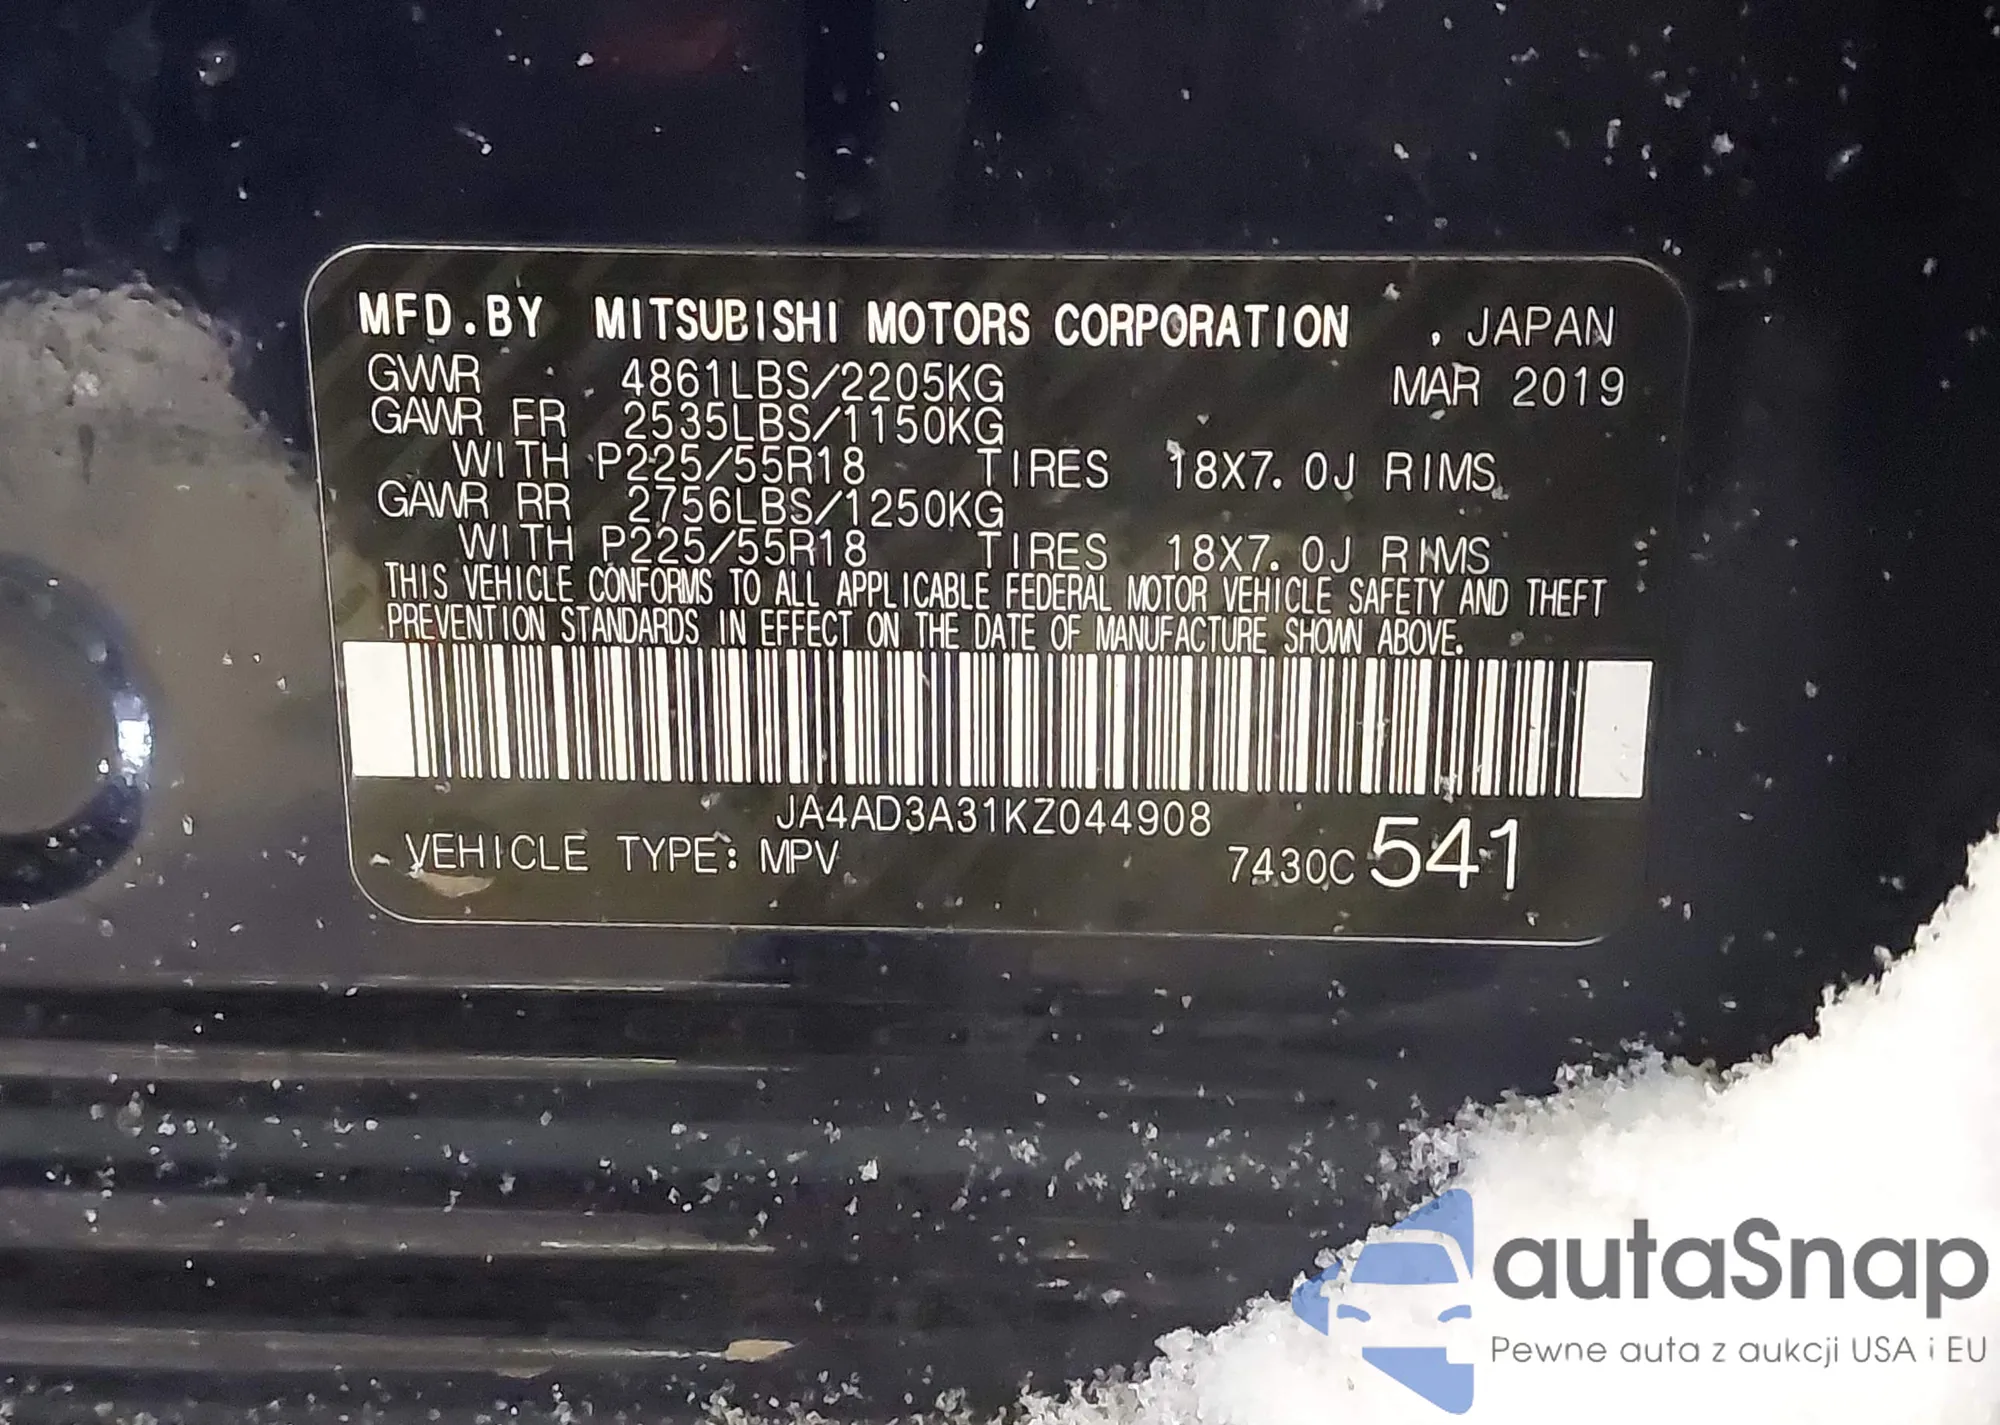 MFD.BY MITSUBISHI MOTORS CORPORATION , JAPAN
GVWR 4861LBS/2205KG MAR 2019
GAWR FR 2535LBS/1150KG
WITH P225/55R18 TIRES 18X7.0J RIMS
GAWR RR 2756LBS/1250KG
WITH P225/55R18 TIRES 18X7.0J RIMS
THIS VEHICLE CONFORMS TO ALL APPLICABLE FEDERAL MOTOR VEHICLE SAFETY AND THEFT
PREVENTION STANDARDS IN EFFECT ON THE DATE OF MANUFACTURE SHOWN ABOVE.
JA4AD3A31KZ044908
VEHICLE TYPE: MPV 7430C 541
autaSnap
Pewne auta z aukcji USA i EU